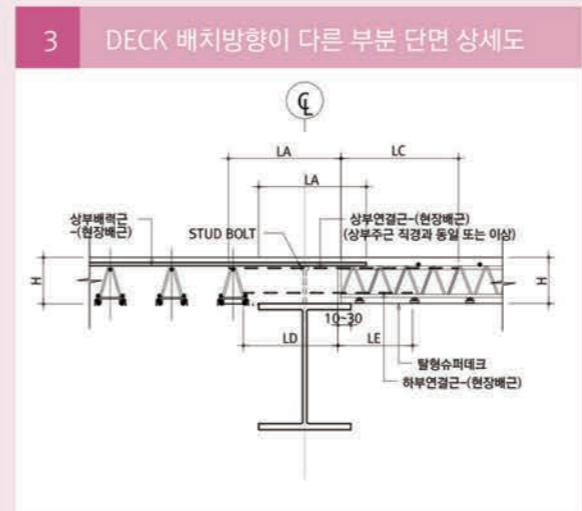 3 DECK 배치방향이 다른 부분 단면 상세도
℄
LA LC
LA
상부배력근
-(현장배근)
STUD BOLT
상부연결근-(현장배근)
(상부주근 직경과 동일 또는 이상)
H H
10~30
LD LE
탈형슈퍼데크
하부연결근-(현장배근)